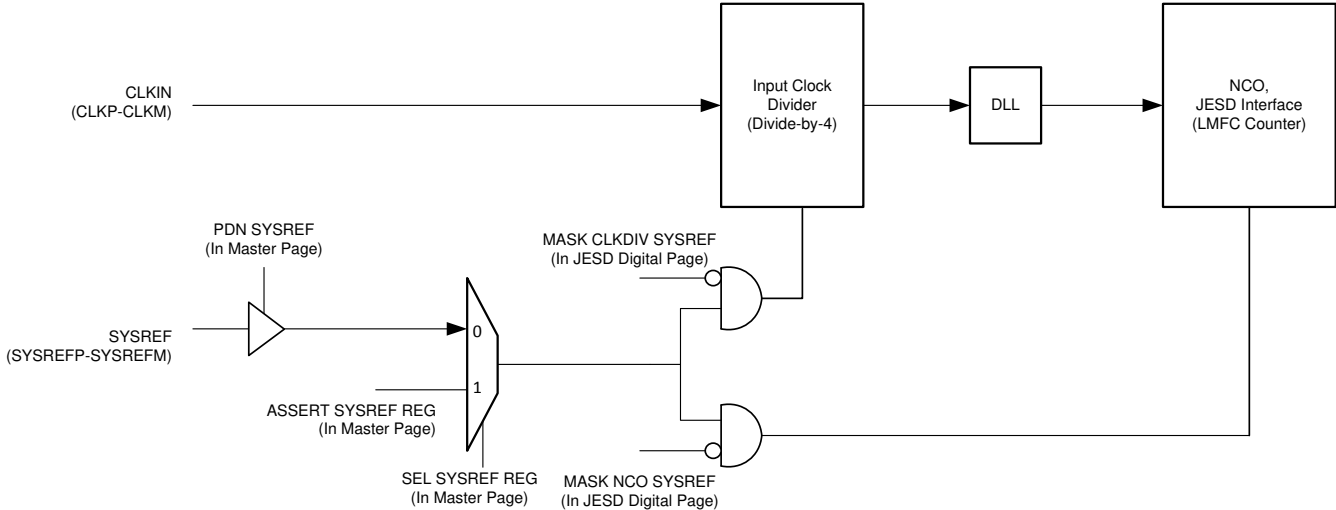 CLKIN
(CLKP-CLKM)
Input Clock
Divider
(Divide-by-4)
DLL
NCO,
JESD Interface
(LMFC Counter)
PDN SYSREF
(In Master Page)
MASK CLKDIV SYSREF
(In JESD Digital Page)
SYSREF
(SYSREFP-SYSREFM)
0
1
ASSERT SYSREF REG
(In Master Page)
SEL SYSREF REG
(In Master Page)
MASK NCO SYSREF
(In JESD Digital Page)